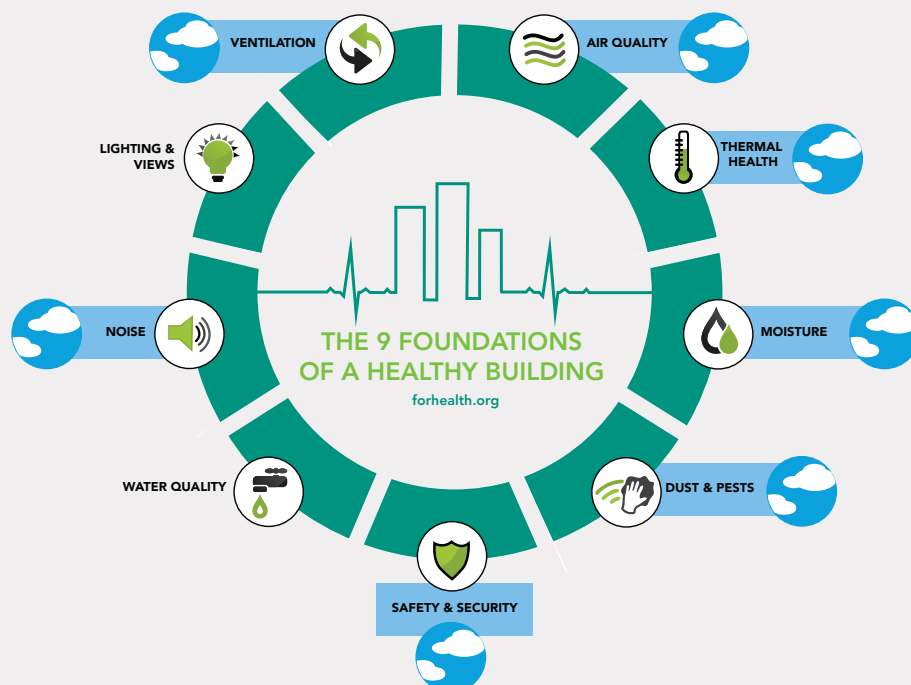 VENTILATION
AIR QUALITY
LIGHTING &
VIEWS
THERMAL
HEALTH
NOISE
MOISTURE
THE 9 FOUNDATIONS
OF A HEALTHY BUILDING
forhealth.org
WATER QUALITY
DUST & PESTS
SAFETY & SECURITY